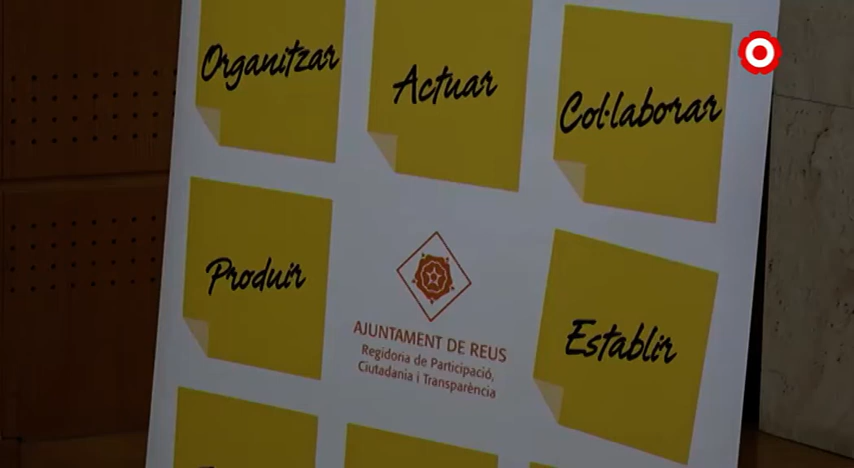 Organitzar
Actuar
Col·laborar
Produir
AJUNTAMENT DE REUS
Regidoria de Participació,
Ciutadania i Transparència
Establir